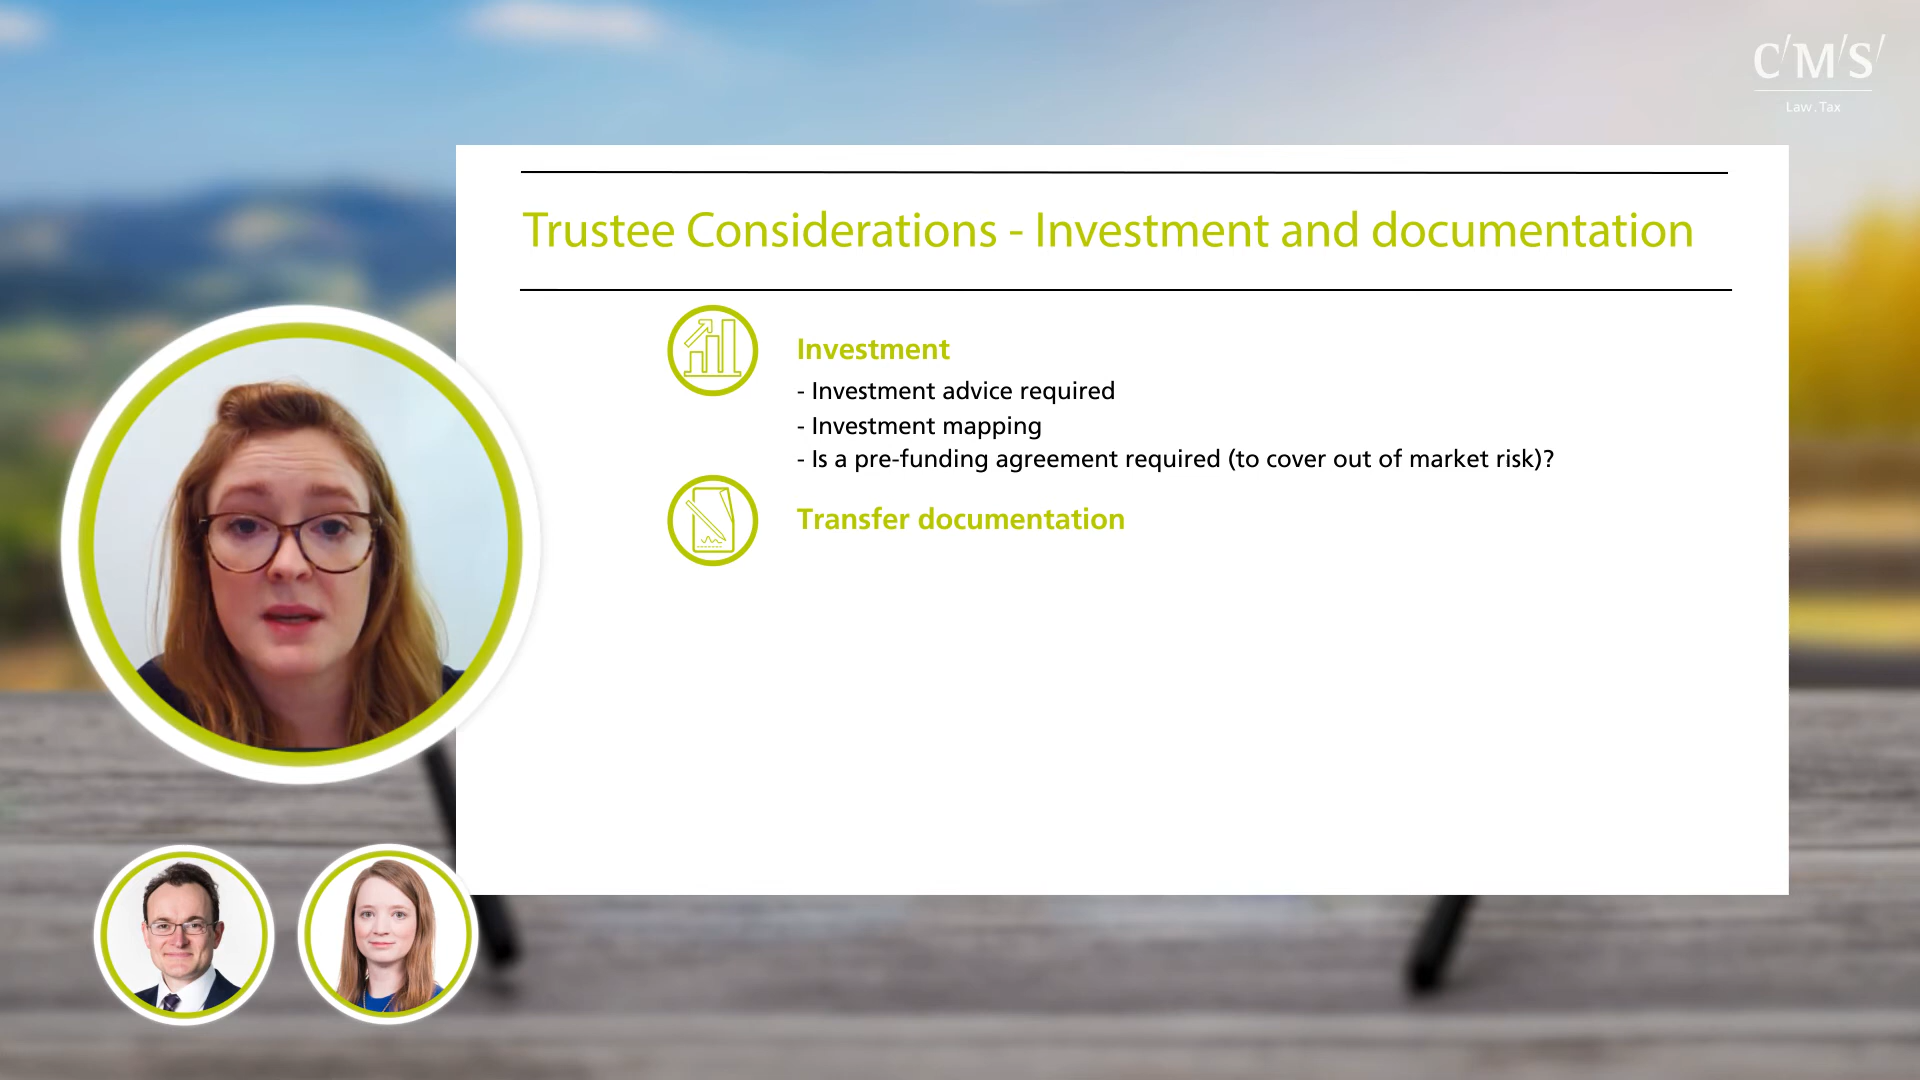 C/M/S/
Law.Tax
Trustee Considerations - Investment and documentation
Investment
- Investment advice required
- Investment mapping
- Is a pre-funding agreement required (to cover out of market risk)?
Transfer documentation